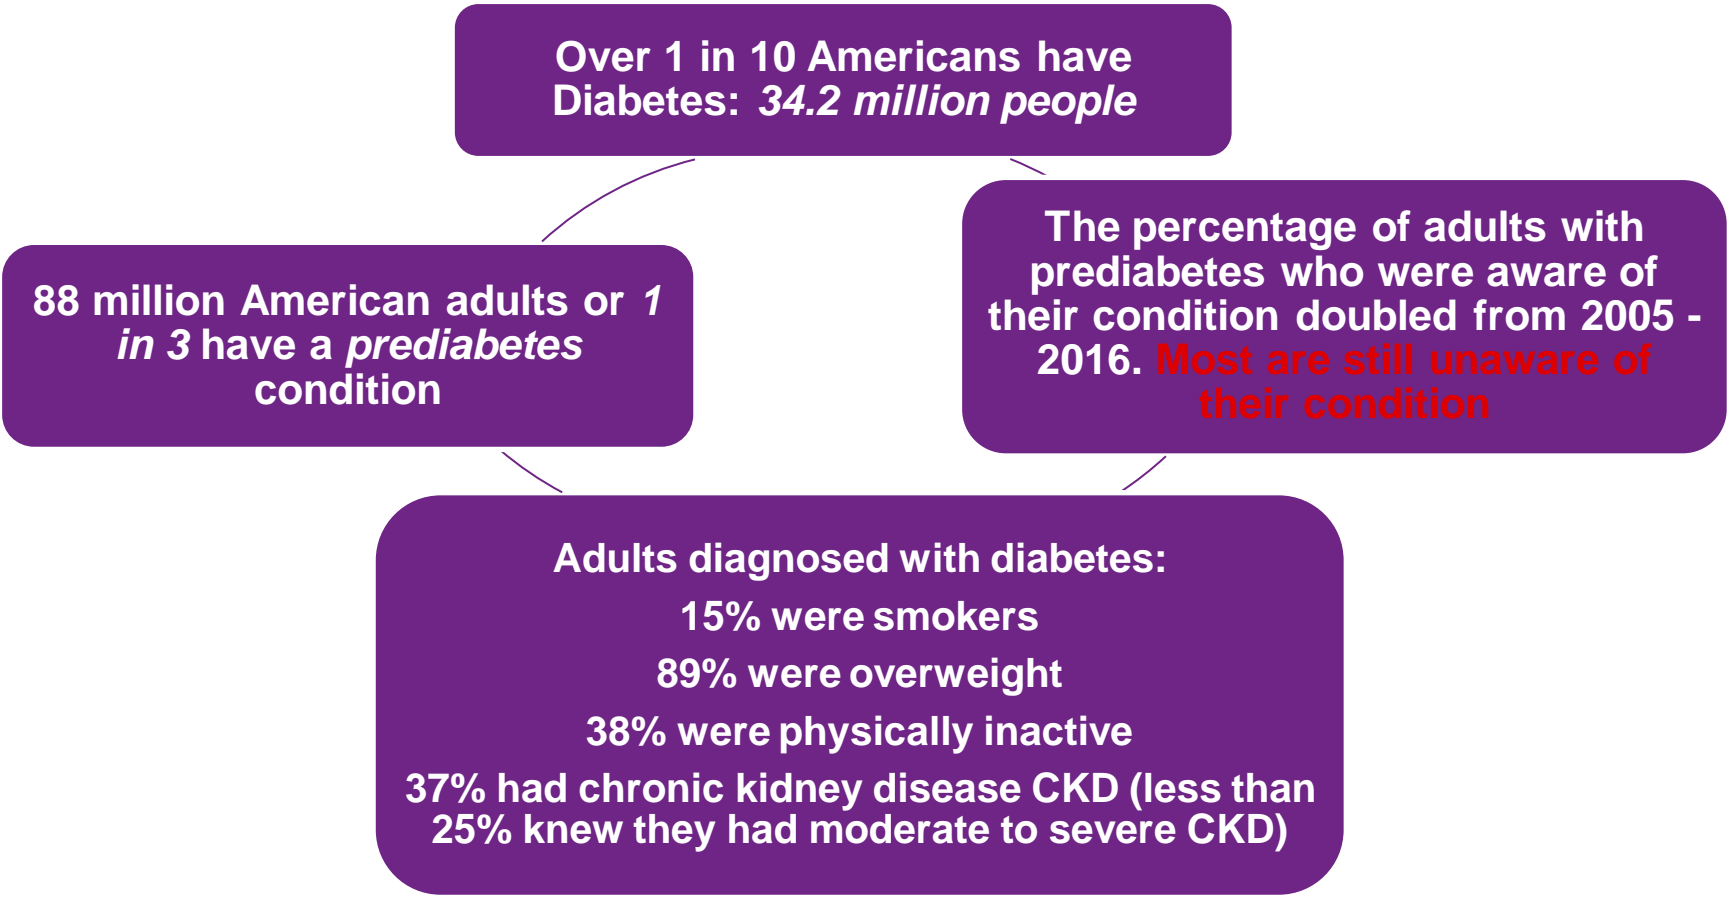 Over 1 in 10 Americans have
Diabetes: 34.2 million people
88 million American adults or 1
in 3 have a prediabetes
condition
The percentage of adults with
prediabetes who were aware of
their condition doubled from 2005 -
2016. Most are still unaware of
their condition
Adults diagnosed with diabetes:
15% were smokers
89% were overweight
38% were physically inactive
37% had chronic kidney disease CKD (less than
25% knew they had moderate to severe CKD)